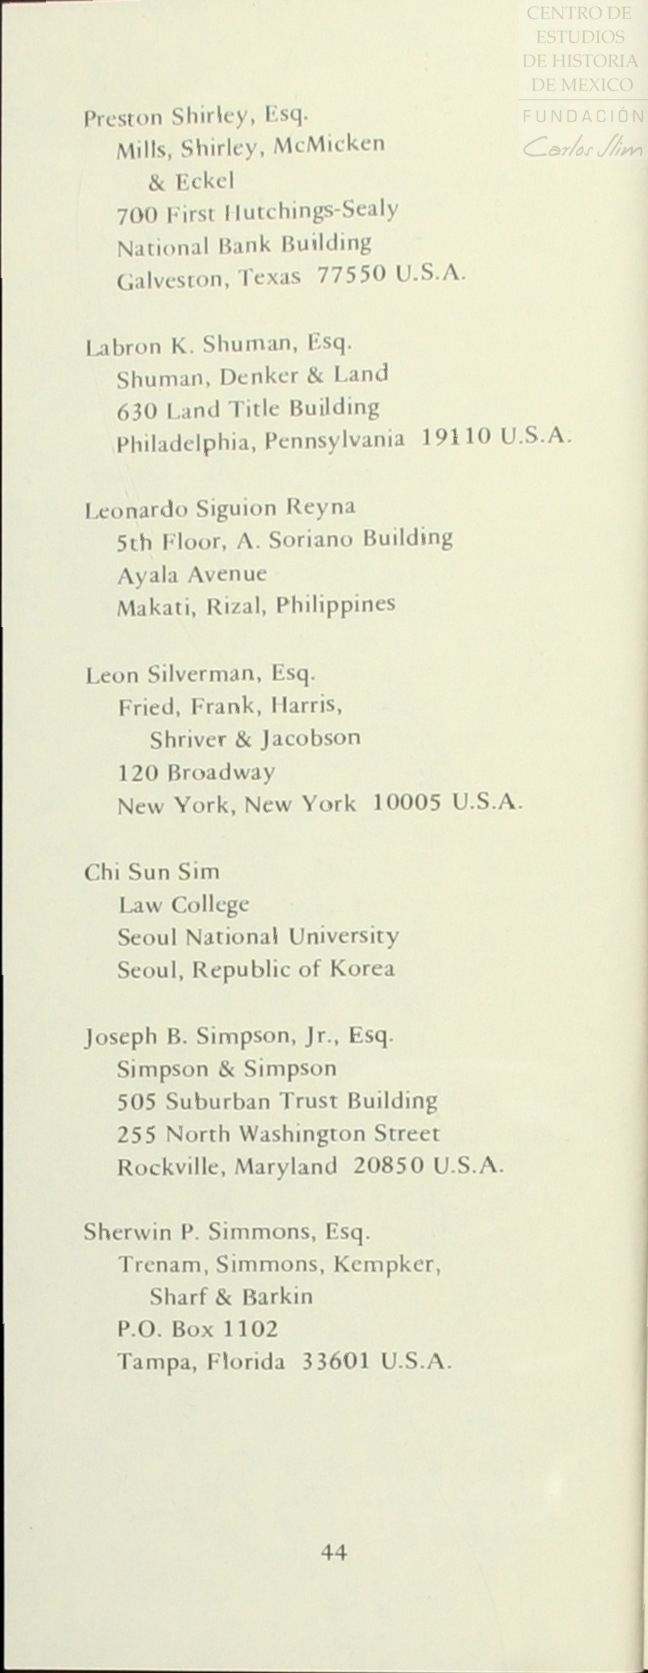 CENTRO DE
ESTUDIOS
DE HISTORIA
DE MEXICO
FUNDACIÓN
Carlos Slim
Preston Shirley, Esq.
Mills, Shirley, McMicken
& Eckel
700 First Hutchings-Sealy
National Bank Building
Galveston, Texas 77550 U.S.A.
Labron K. Shuman, Esq.
Shuman, Denker & Land
630 Land Title Building
Philadelphia, Pennsylvania 19110 U.S.A.
Leonardo Siguion Reyna
5th Floor, A. Soriano Building
Ayala Avenue
Makati, Rizal, Philippines
Leon Silverman, Esq.
Fried, Frank, Harris,
Shriver & Jacobson
120 Broadway
New York, New York 10005 U.S.A.
Chi Sun Sim
Law College
Seoul National University
Seoul, Republic of Korea
Joseph B. Simpson, Jr., Esq.
Simpson & Simpson
505 Suburban Trust Building
255 North Washington Street
Rockville, Maryland 20850 U.S.A.
Sherwin P. Simmons, Esq.
Trenam, Simmons, Kempker,
Sharf & Barkin
P.O. Box 1102
Tampa, Florida 33601 U.S.A.
44